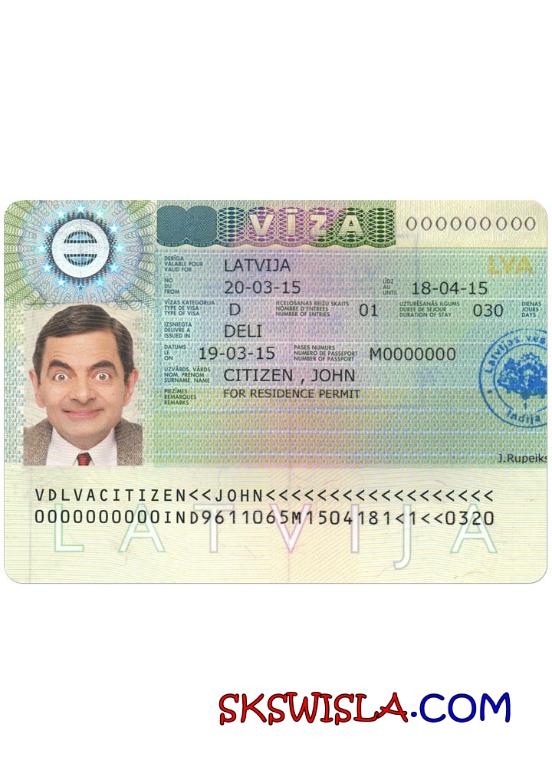 VĪZA
000000000
DERĪGA
VALABLE POUR
VALID FOR
LATVIJA
LVA
NO
DU
FROM
20-03-15
LĪDZ
AU
UNTIL
18-04-15
VĪZAS KATEGORIJA
TYPE DE VISA
TYPE OF VISA
D
IECEĻOŠANAS REIŽU SKAITS
NOMBRE D'ENTRÉES
NUMBER OF ENTRIES
01
UZTURĒŠANĀS ILGUMS
DURÉE DE SÉJOUR
DURATION OF STAY
030
DIENAS
JOURS
DAYS
IZSNIEGTA
DÉLIVRÉ À
ISSUED IN
DELI
DATUMS
LE
ON
19-03-15
PASES NUMURS
NUMÉRO DE PASSEPORT
NUMBER OF PASSPORT
M0000000
UZVĀRDS, VĀRDS
NOM, PRÉNOM
SURNAME, NAME
CITIZEN , JOHN
PIEZĪMES
REMARQUES
REMARKS
FOR RESIDENCE PERMIT
Latvijas vēs
Indija
J.Rupeiks
VDLVACITIZEN<<JOHN<<<<<<<<<<<<<<<<<<
0000000000IND9611065M1504181<1<<0320
LATVIJA
SKSWISLA.COM